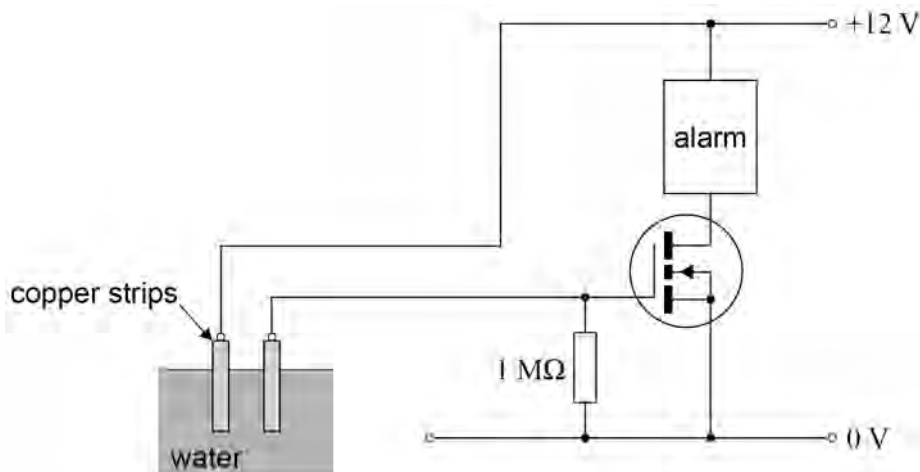 +12 V
alarm
copper strips
1 MΩ
0 V
water